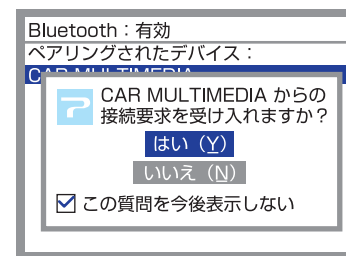 Bluetooth：有効
ペアリングされたデバイス：
CAR MULTIMEDIA
CAR MULTIMEDIA からの
接続要求を受け入れますか？
はい（Y）
いいえ（N）
この質問を今後表示しない